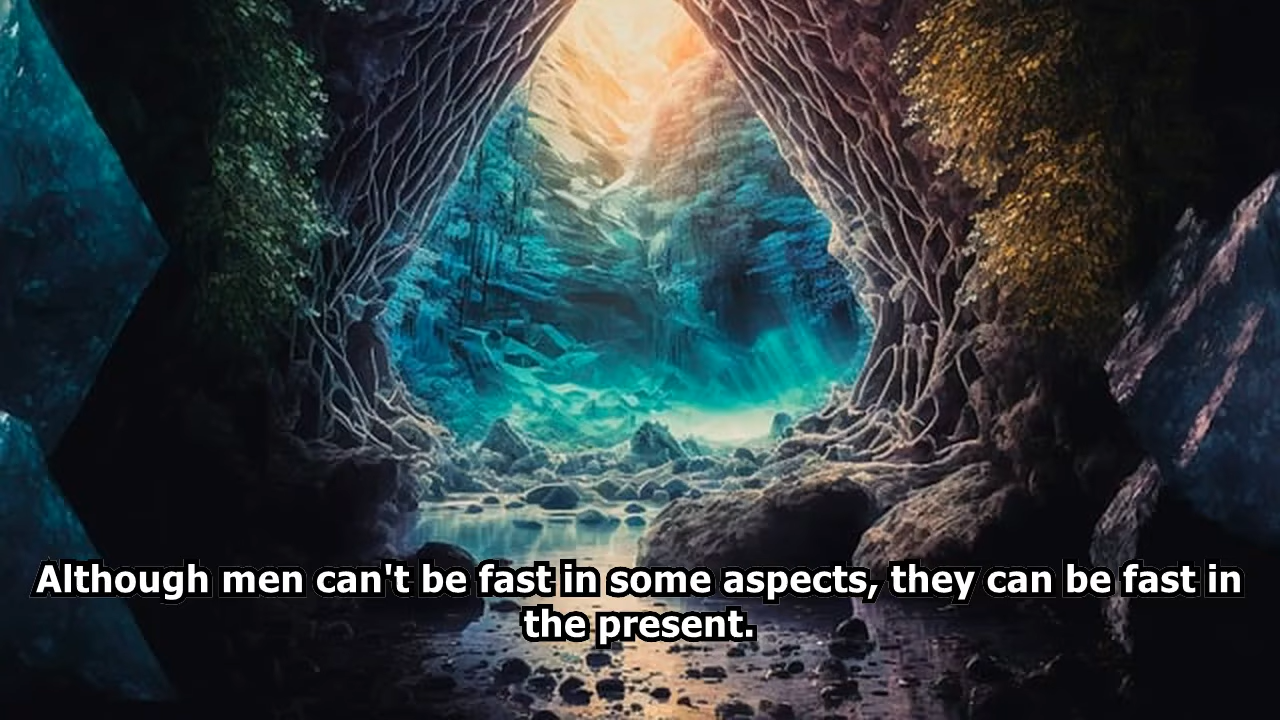 Although men can't be fast in some aspects, they can be fast in
the present.